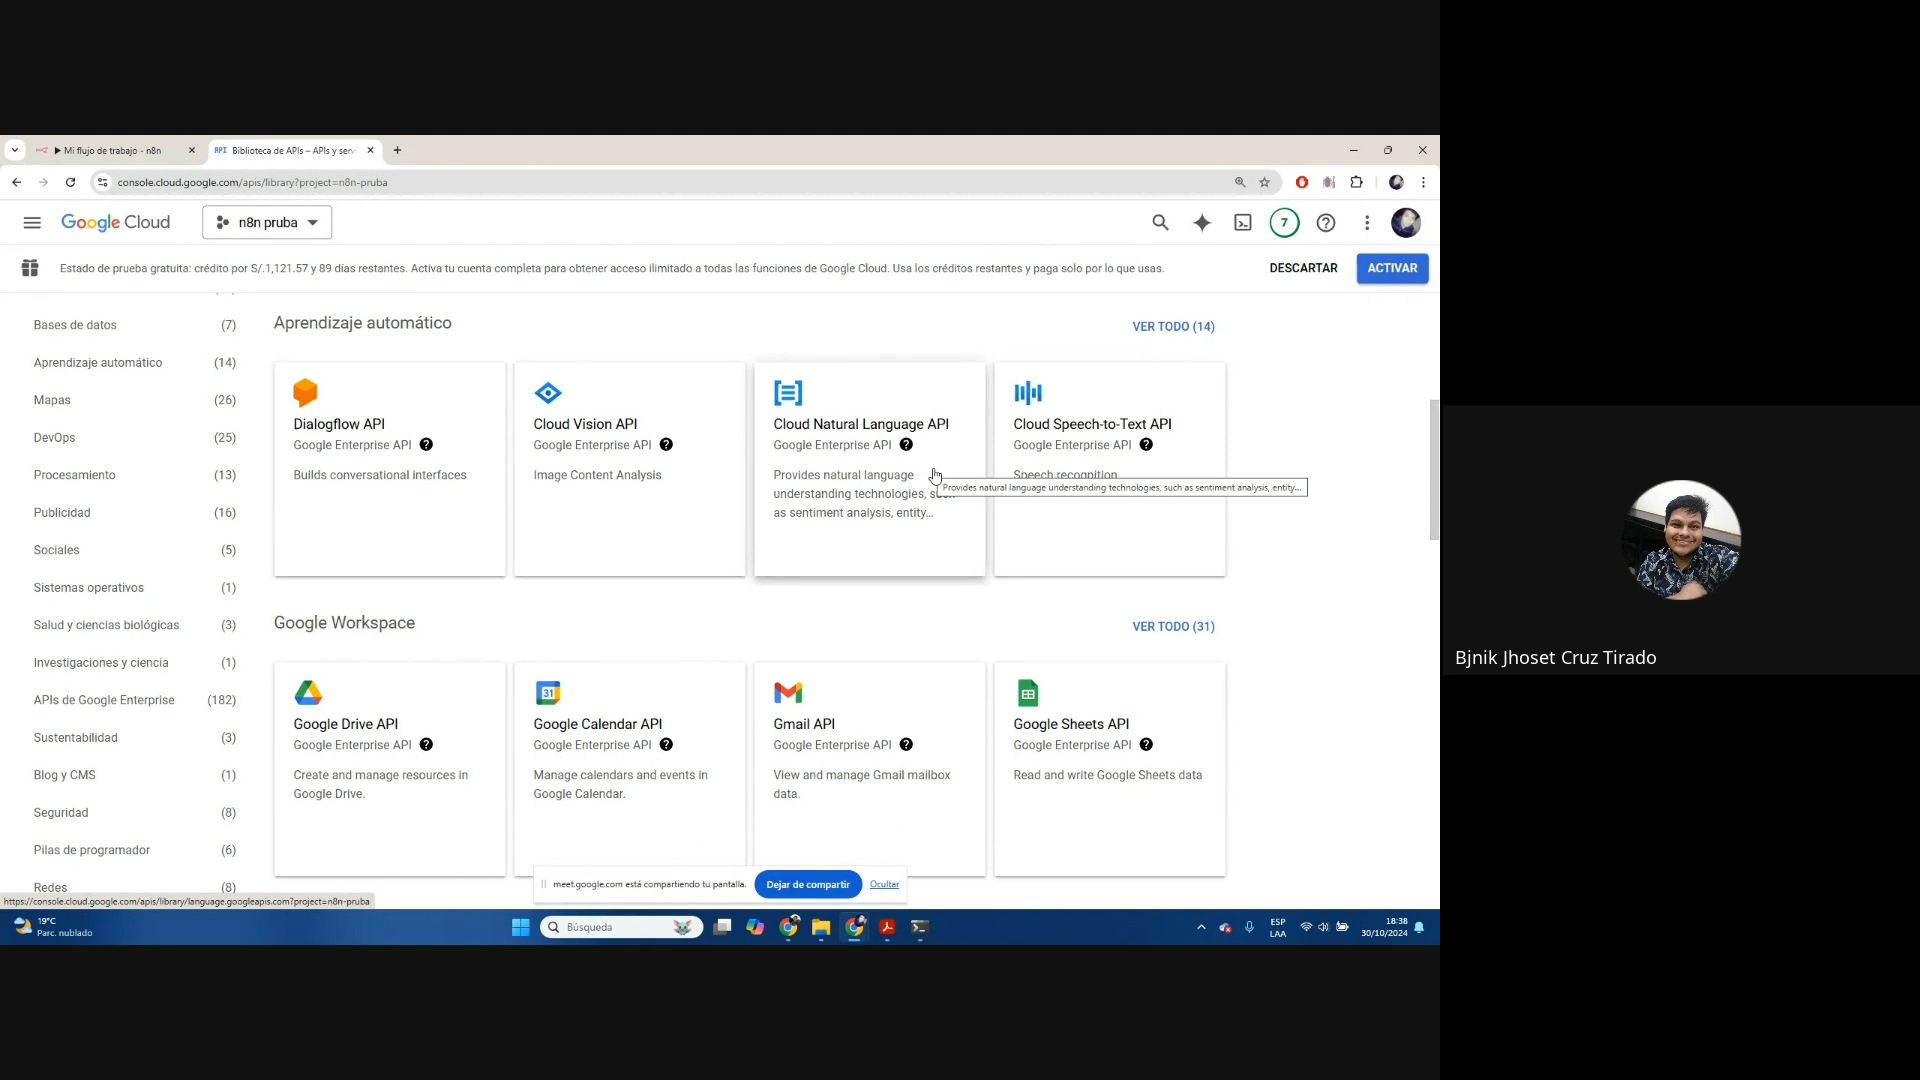 Mi flujo de trabajo - n8n
API Biblioteca de APIs – APIs y serv
console.cloud.google.com/apis/library?project=n8n-pruba
Google Cloud
n8n pruba
7
Estado de prueba gratuita: crédito por S/.1,121.57 y 89 días restantes. Activa tu cuenta completa para obtener acceso ilimitado a todas las funciones de Google Cloud. Usa los créditos restantes y paga solo por lo que usas.
DESCARTAR
ACTIVAR
Bases de datos (7)
Aprendizaje automático (14)
Mapas (26)
DevOps (25)
Procesamiento (13)
Publicidad (16)
Sociales (5)
Sistemas operativos (1)
Salud y ciencias biológicas (3)
Investigaciones y ciencia (1)
APIs de Google Enterprise (182)
Sustentabilidad (3)
Blog y CMS (1)
Seguridad (8)
Pilas de programador (6)
Redes (8)
Aprendizaje automático
VER TODO (14)
Dialogflow API
Google Enterprise API
Builds conversational interfaces
Cloud Vision API
Google Enterprise API
Image Content Analysis
Cloud Natural Language API
Google Enterprise API
Provides natural language
understanding technologies, such
as sentiment analysis, entity...
Cloud Speech-to-Text API
Google Enterprise API
Speech recognition
Provides natural language understanding technologies, such as sentiment analysis, entity...
Google Workspace
VER TODO (31)
Google Drive API
Google Enterprise API
Create and manage resources in
Google Drive.
31
Google Calendar API
Google Enterprise API
Manage calendars and events in
Google Calendar.
Gmail API
Google Enterprise API
View and manage Gmail mailbox
data.
Google Sheets API
Google Enterprise API
Read and write Google Sheets data
meet.google.com está compartiendo tu pantalla.
Dejar de compartir
Ocultar
https://console.cloud.google.com/apis/library/language.googleapis.com?project=n8n-pruba
19°C
Parc. nublado
Búsqueda
ESP
LAA
18:38
30/10/2024
Bjnik Jhoset Cruz Tirado